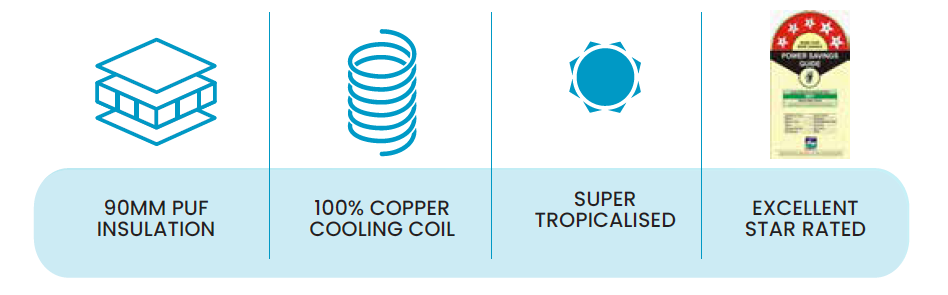 90MM PUF
INSULATION
100% COPPER
COOLING COIL
SUPER
TROPICALISED
POWER SAVINGS
GUIDE
EXCELLENT
STAR RATED